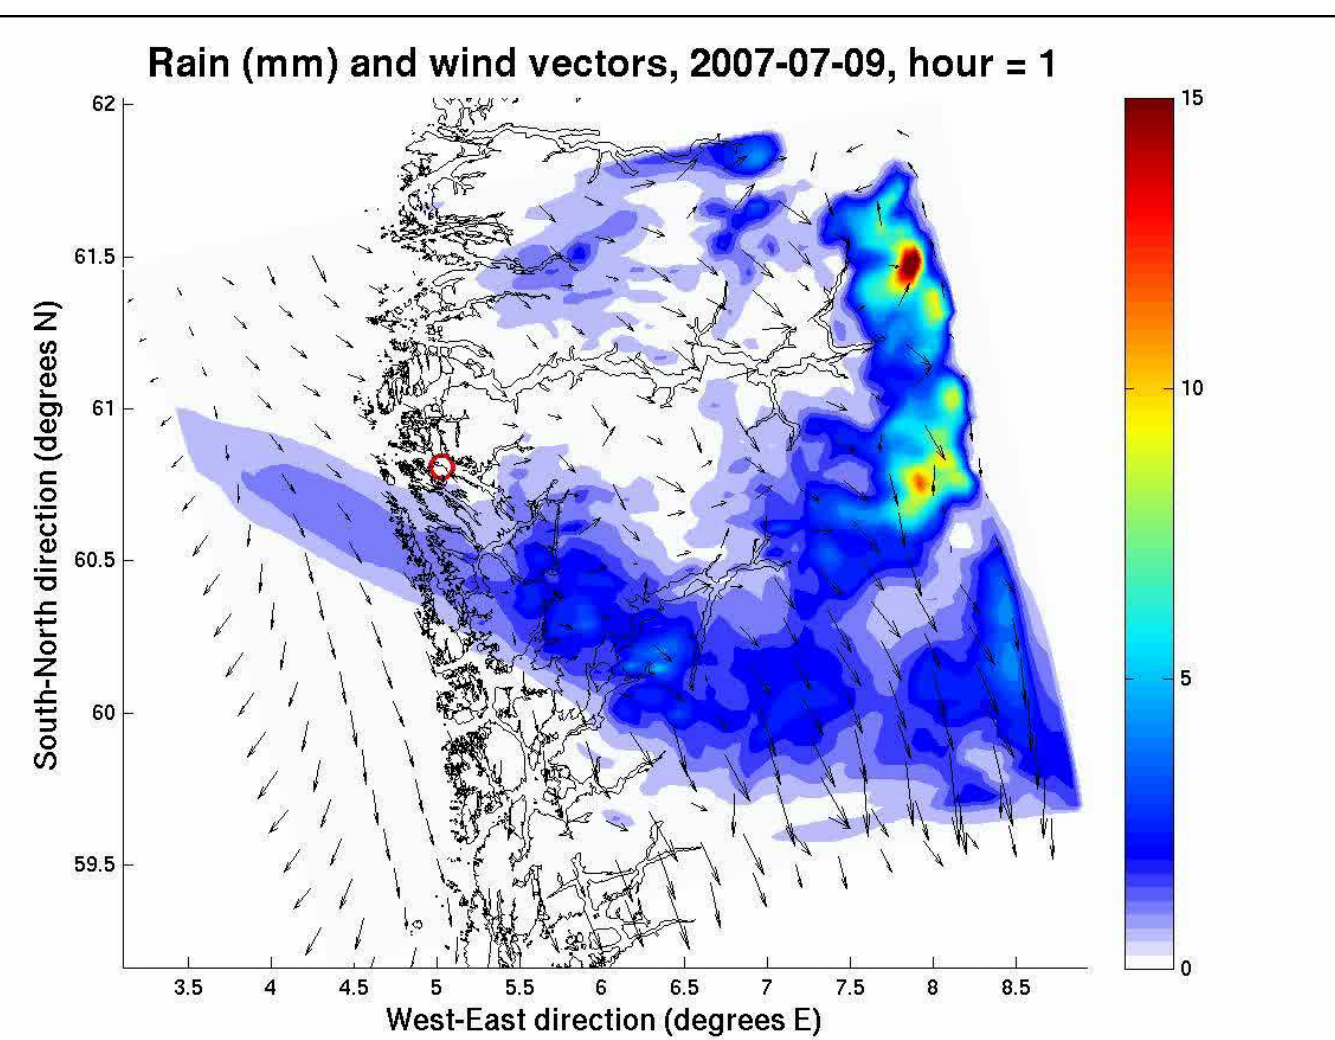 Rain (mm) and wind vectors, 2007-07-09, hour = 1
62
61.5
61
60.5
60
59.5
South-North direction (degrees N)
3.5 4 4.5 5 5.5 6 6.5 7 7.5 8 8.5
West-East direction (degrees E)
15
10
5
0